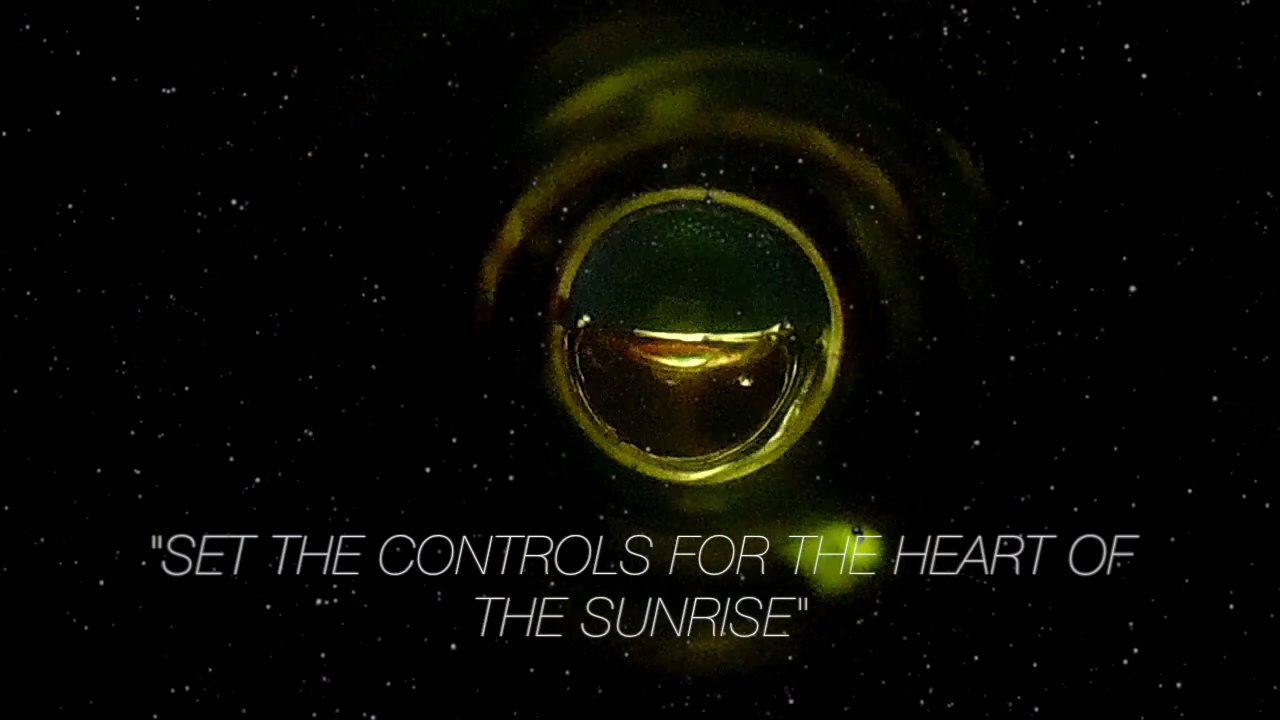 "SET THE CONTROLS FOR THE HEART OF
THE SUNRISE"